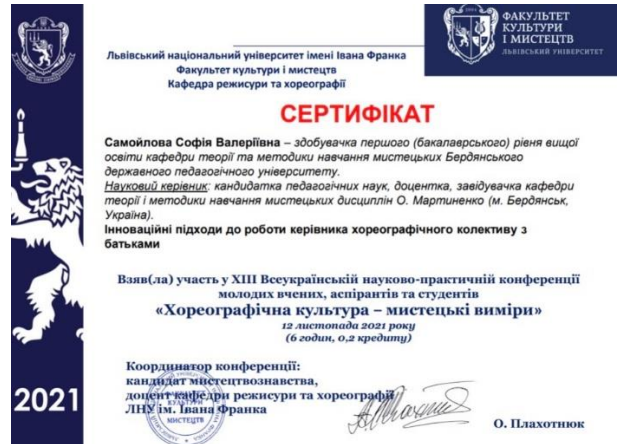 ФАКУЛЬТЕТ
КУЛЬТУРИ
І МИСТЕЦТВ
ЛЬВІВСЬКИЙ УНІВЕРСИТЕТ
Львівський національний університет імені Івана Франка
Факультет культури і мистецтв
Кафедра режисури та хореографії
СЕРТИФІКАТ
Самойлова Софія Валеріївна – здобувачка першого (бакалаврського) рівня вищої
освіти кафедри теорії та методики навчання мистецьких Бердянського
державного педагогічного університету.
Науковий керівник: кандидатка педагогічних наук, доцентка, завідувачка кафедри
теорії і методики навчання мистецьких дисциплін О. Мартиненко (м. Бердянськ,
Україна).
Інноваційні підходи до роботи керівника хореографічного колективу з
батьками
Взяв(ла) участь у XIII Всеукраїнській науково-практичній конференції
молодих вчених, аспірантів та студентів
«Хореографічна культура – мистецькі виміри»
12 листопада 2021 року
(6 годин, 0,2 кредиту)
Координатор конференції:
кандидат мистецтвознавства,
доцент кафедри режисури та хореографії
ЛНУ ім. Івана Франка
О. Плахотнюк
2021
ФАКУЛЬТЕТ
КУЛЬТУРИ
МИСТЕЦТВ